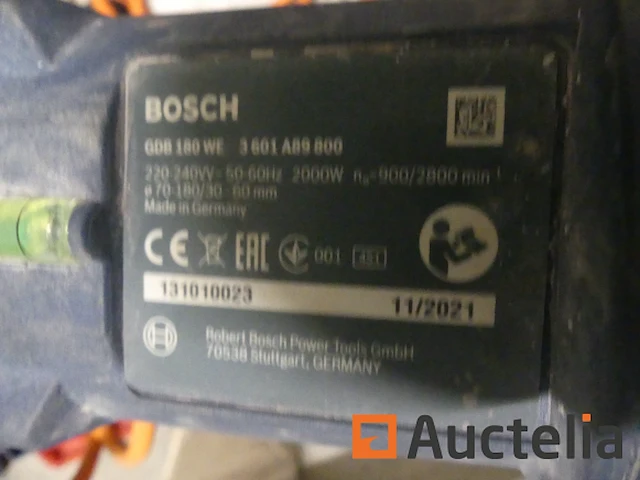 BOSCH
GDB 180 WE 3 601 A89 800
220-240V~ 50-60Hz 2000W n₀=900/2800 min⁻¹
ø 70-180/30-60 mm
Made in Germany
CE EAC 001
131010023 11/2021
Robert Bosch Power Tools GmbH
70538 Stuttgart, GERMANY
Auctelia